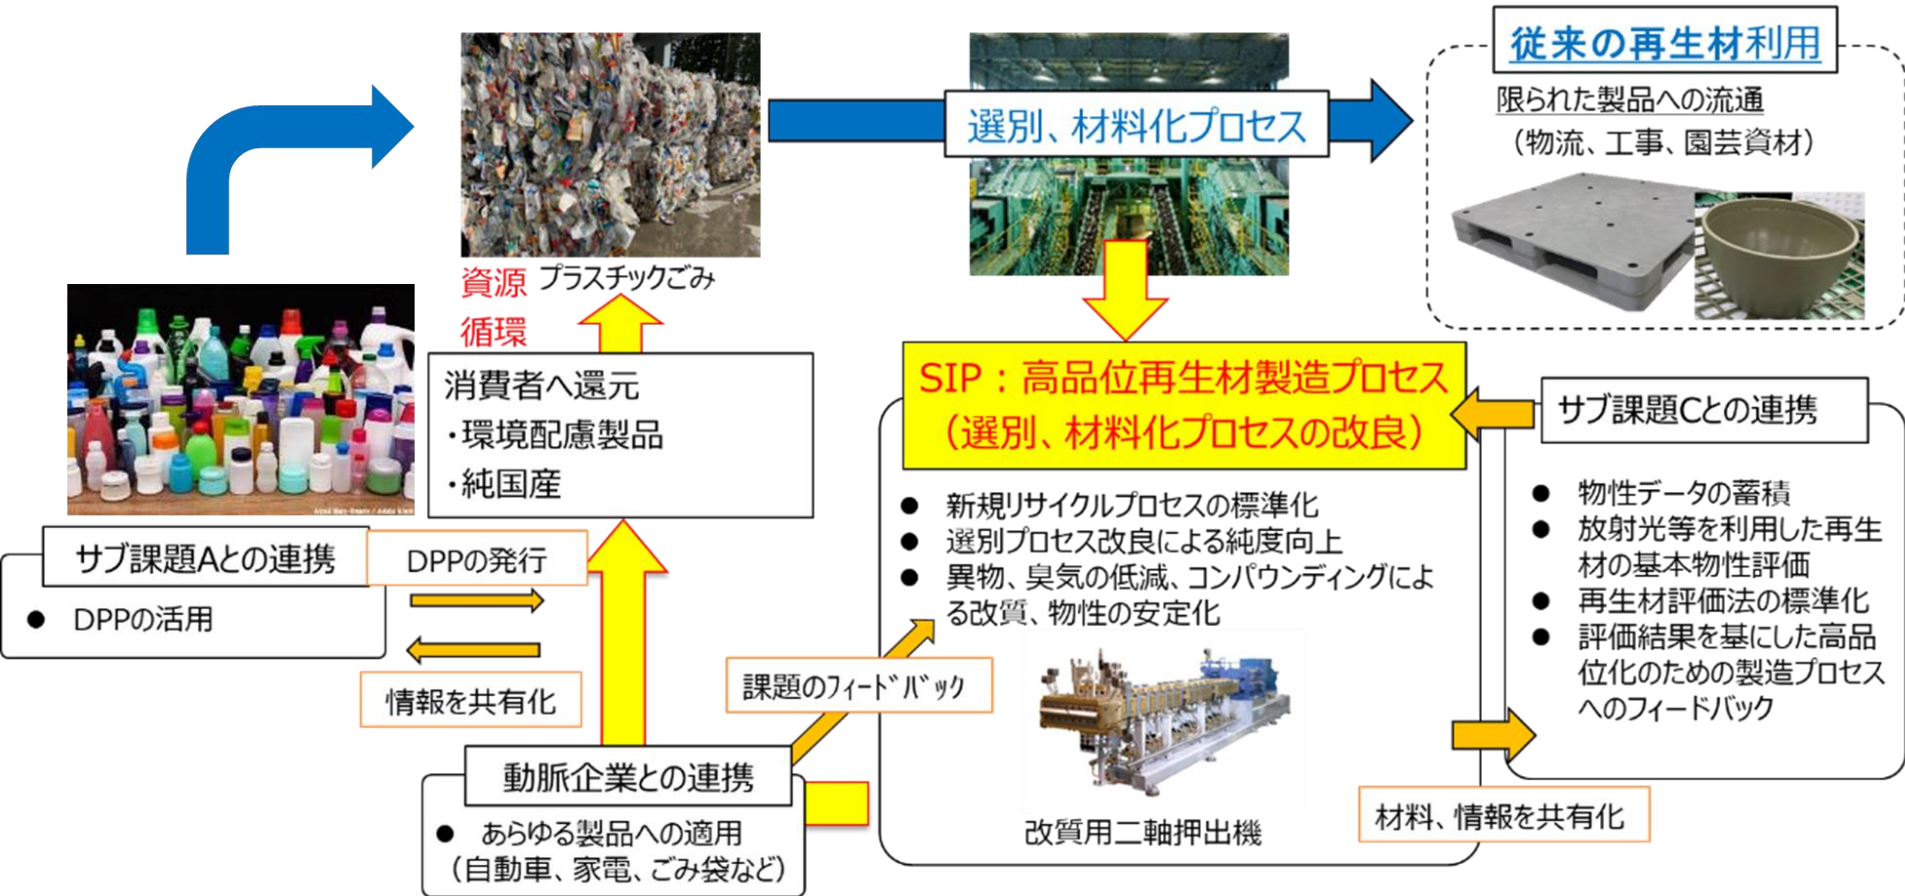 従来の再生材利用
限られた製品への流通
（物流、工事、園芸資材）
選別、材料化プロセス
資源
循環
プラスチックごみ
消費者へ還元
・環境配慮製品
・純国産
SIP：高品位再生材製造プロセス
（選別、材料化プロセスの改良）
● 新規リサイクルプロセスの標準化
● 選別プロセス改良による純度向上
● 異物、臭気の低減、コンパウンディングによ
る改質、物性の安定化
改質用二軸押出機
サブ課題Cとの連携
● 物性データの蓄積
● 放射光等を利用した再生
材の基本物性評価
● 再生材評価法の標準化
● 評価結果を基にした高品
位化のための製造プロセス
へのフィードバック
材料、情報を共有化
サブ課題Aとの連携
● DPPの活用
DPPの発行
情報を共有化
課題のﾌｨｰﾄﾞﾊﾞｯｸ
動脈企業との連携
● あらゆる製品への適用
（自動車、家電、ごみ袋など）